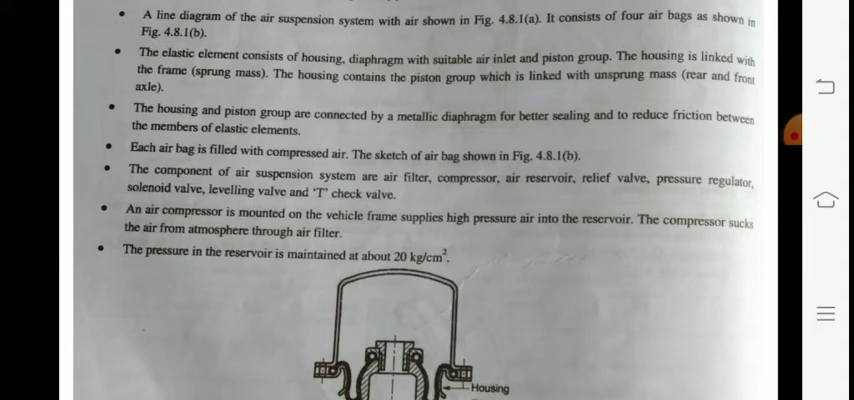 • A line diagram of the air suspension system with air shown in Fig. 4.8.1(a). It consists of four air bags as shown in
Fig. 4.8.1(b).
• The elastic element consists of housing, diaphragm with suitable air inlet and piston group. The housing is linked with
the frame (sprung mass). The housing contains the piston group which is linked with unsprung mass (rear and front
axle).
• The housing and piston group are connected by a metallic diaphragm for better sealing and to reduce friction between
the members of elastic elements.
• Each air bag is filled with compressed air. The sketch of air bag shown in Fig. 4.8.1(b).
• The component of air suspension system are air filter, compressor, air reservoir, relief valve, pressure regulator,
solenoid valve, levelling valve and 'T' check valve.
• An air compressor is mounted on the vehicle frame supplies high pressure air into the reservoir. The compressor sucks
the air from atmosphere through air filter.
• The pressure in the reservoir is maintained at about 20 kg/cm².
Housing